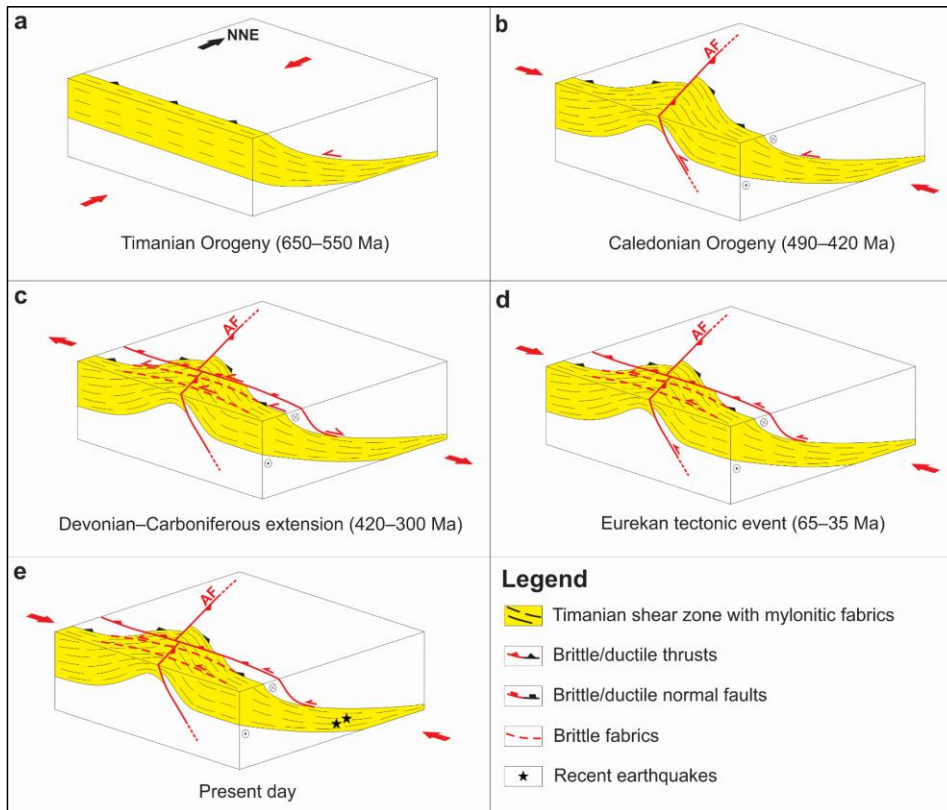 a
NNE
Timanian Orogeny (650–550 Ma)
b
AF
Caledonian Orogeny (490–420 Ma)
c
AF
Devonian–Carboniferous extension (420–300 Ma)
d
AF
Eurekan tectonic event (65–35 Ma)
e
AF
Present day
Legend
Timanian shear zone with mylonitic fabrics
Brittle/ductile thrusts
Brittle/ductile normal faults
Brittle fabrics
Recent earthquakes